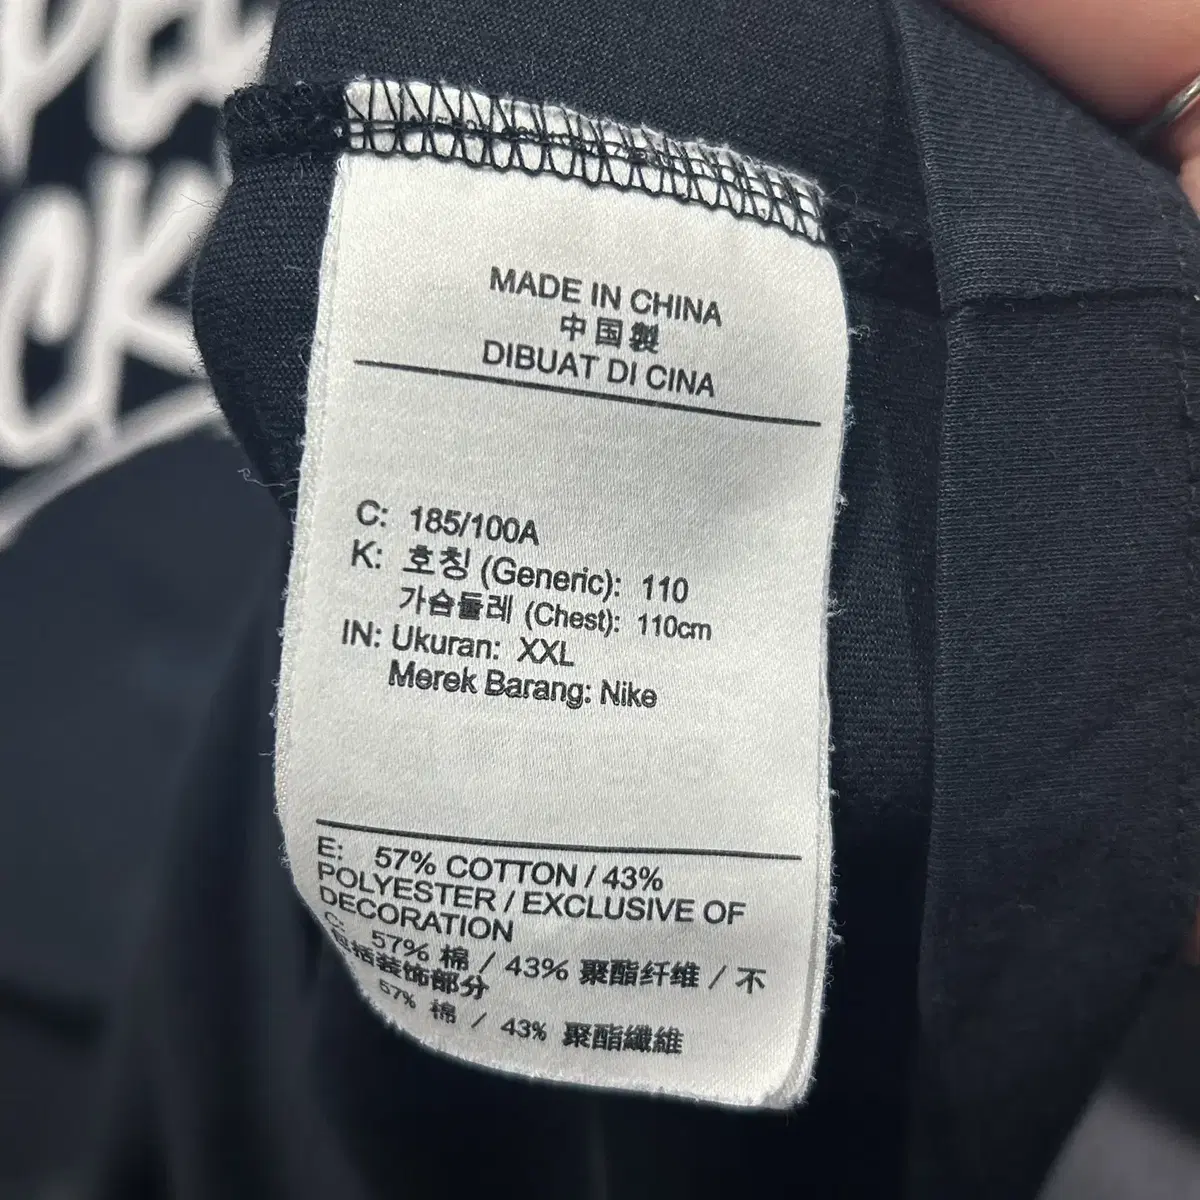 MADE IN CHINA
中国製
DIBUAT DI CINA
C: 185/100A
K: 호칭 (Generic): 110
가슴둘레 (Chest): 110cm
IN: Ukuran: XXL
Merek Barang: Nike
E: 57% COTTON / 43%
POLYESTER / EXCLUSIVE OF
DECORATION
C: 57% 棉 / 43% 聚酯纤维 / 不
包括装饰部分
57% 棉 / 43% 聚酯纖維